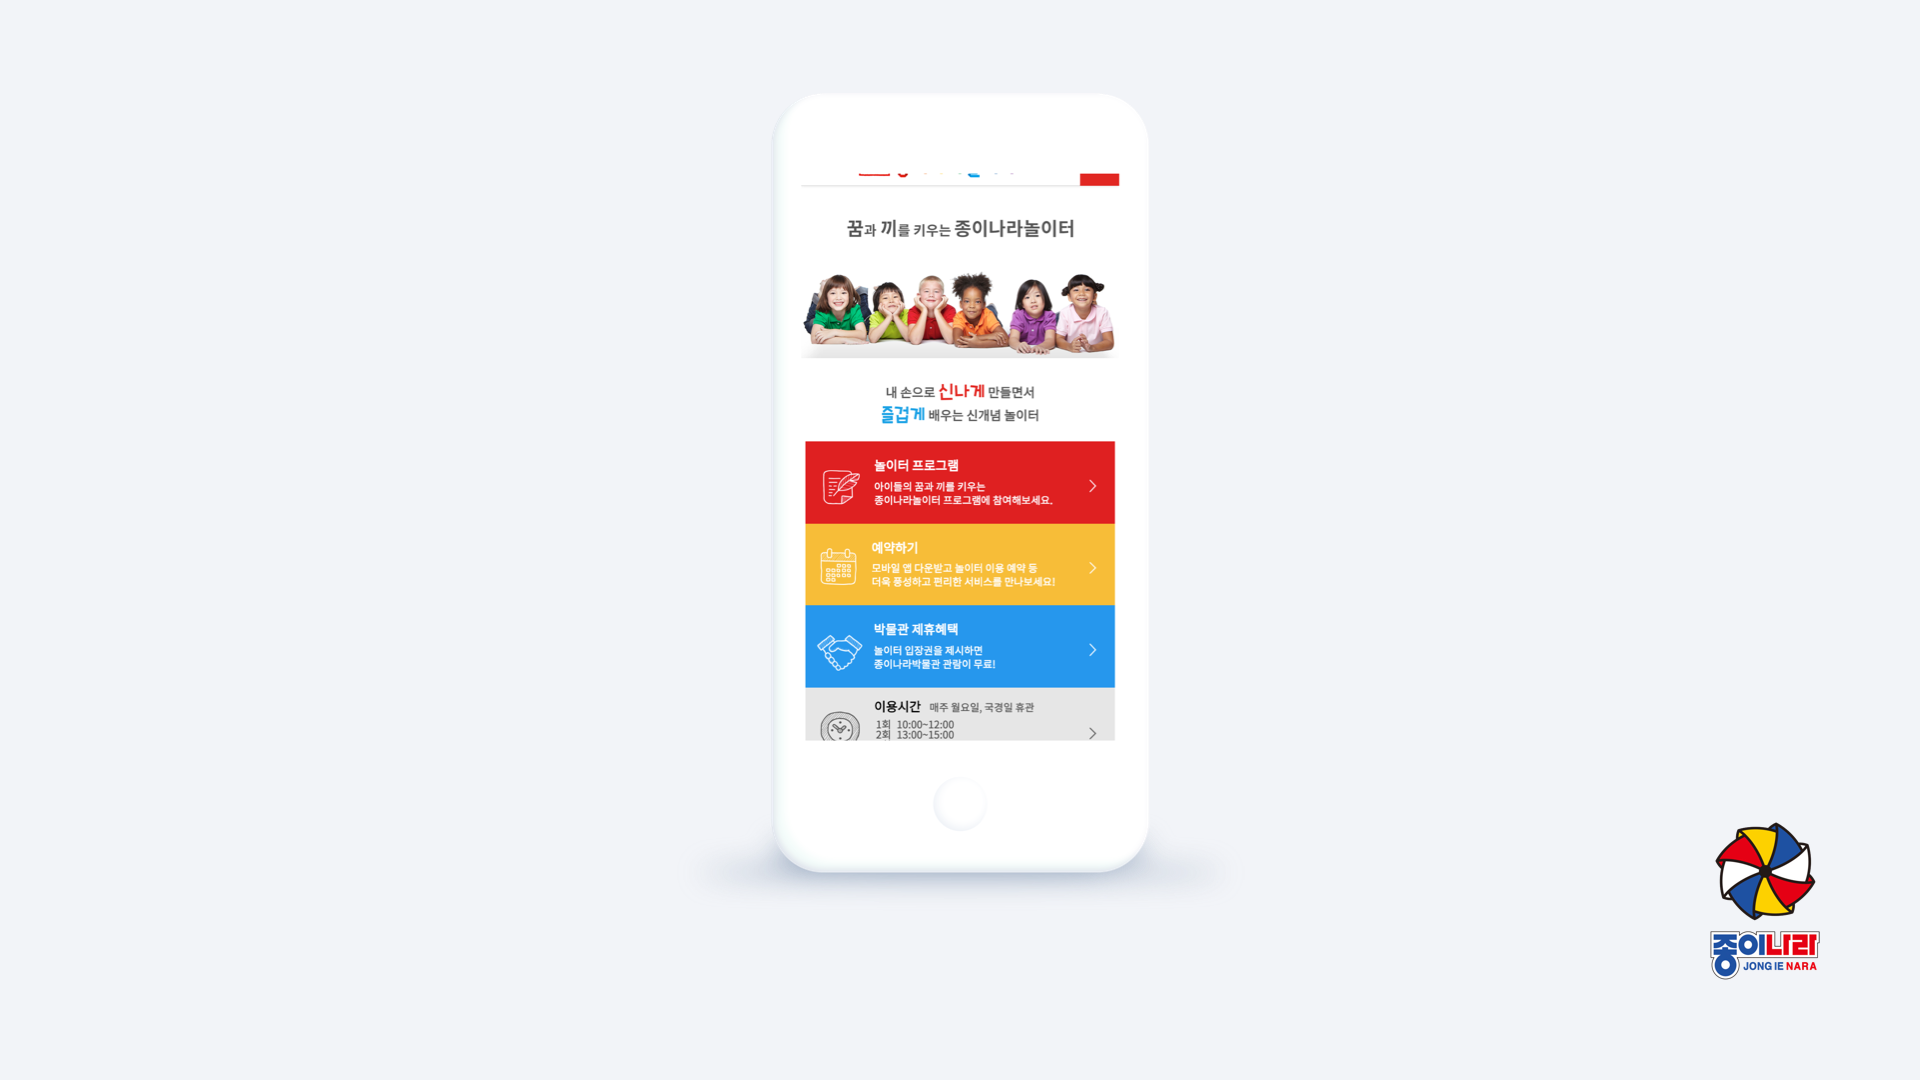 꿈과 끼를 키우는 종이나라놀이터
내 손으로 신나게 만들면서
즐겁게 배우는 신개념 놀이터
놀이터 프로그램
아이들의 꿈과 끼를 키우는
종이나라놀이터 프로그램에 참여해보세요.
예약하기
모바일 앱 다운받고 놀이터 이용 예약 등
더욱 풍성하고 편리한 서비스를 만나보세요!
박물관 제휴혜택
놀이터 입장권을 제시하면
종이나라박물관 관람이 무료!
이용시간 매주 월요일, 국경일 휴관
1회 10:00~12:00
2회 13:00~15:00
종이나라
JONG IE NARA